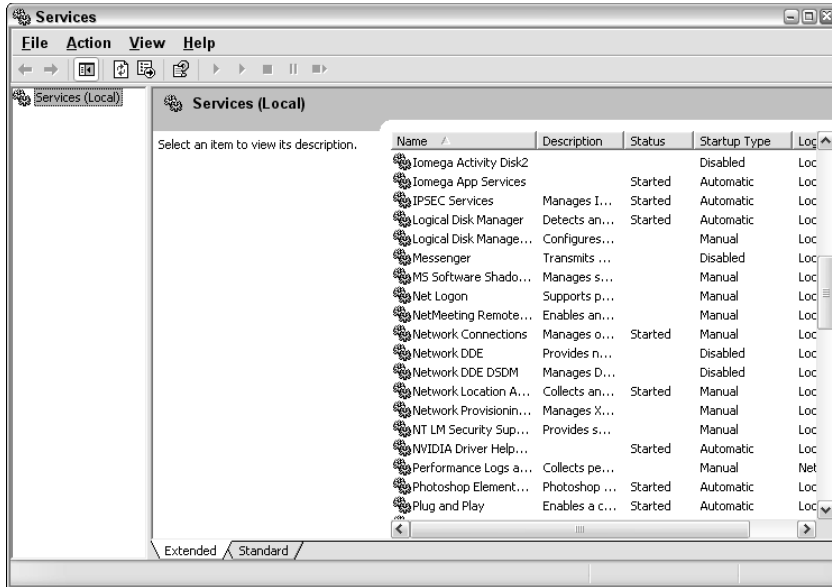 Services
File Action View Help
Services (Local)
Services (Local)
Select an item to view its description.
Name Description Status Startup Type Log
Iomega Activity Disk2 Disabled Loc
Iomega App Services Started Automatic Loc
IPSEC Services Manages I... Started Automatic Loc
Logical Disk Manager Detects an... Started Automatic Loc
Logical Disk Manage... Configures... Manual Loc
Messenger Transmits ... Disabled Loc
MS Software Shado... Manages s... Manual Loc
Net Logon Supports p... Manual Loc
NetMeeting Remote... Enables an... Manual Loc
Network Connections Manages o... Started Manual Loc
Network DDE Provides n... Disabled Loc
Network DDE DSDM Manages D... Disabled Loc
Network Location A... Collects an... Started Manual Loc
Network Provisionin... Manages X... Manual Loc
NT LM Security Sup... Provides s... Manual Loc
NVIDIA Driver Help... Started Automatic Loc
Performance Logs a... Collects pe... Manual Net
Photoshop Element... Photoshop ... Started Automatic Loc
Plug and Play Enables a c... Started Automatic Loc
Extended Standard